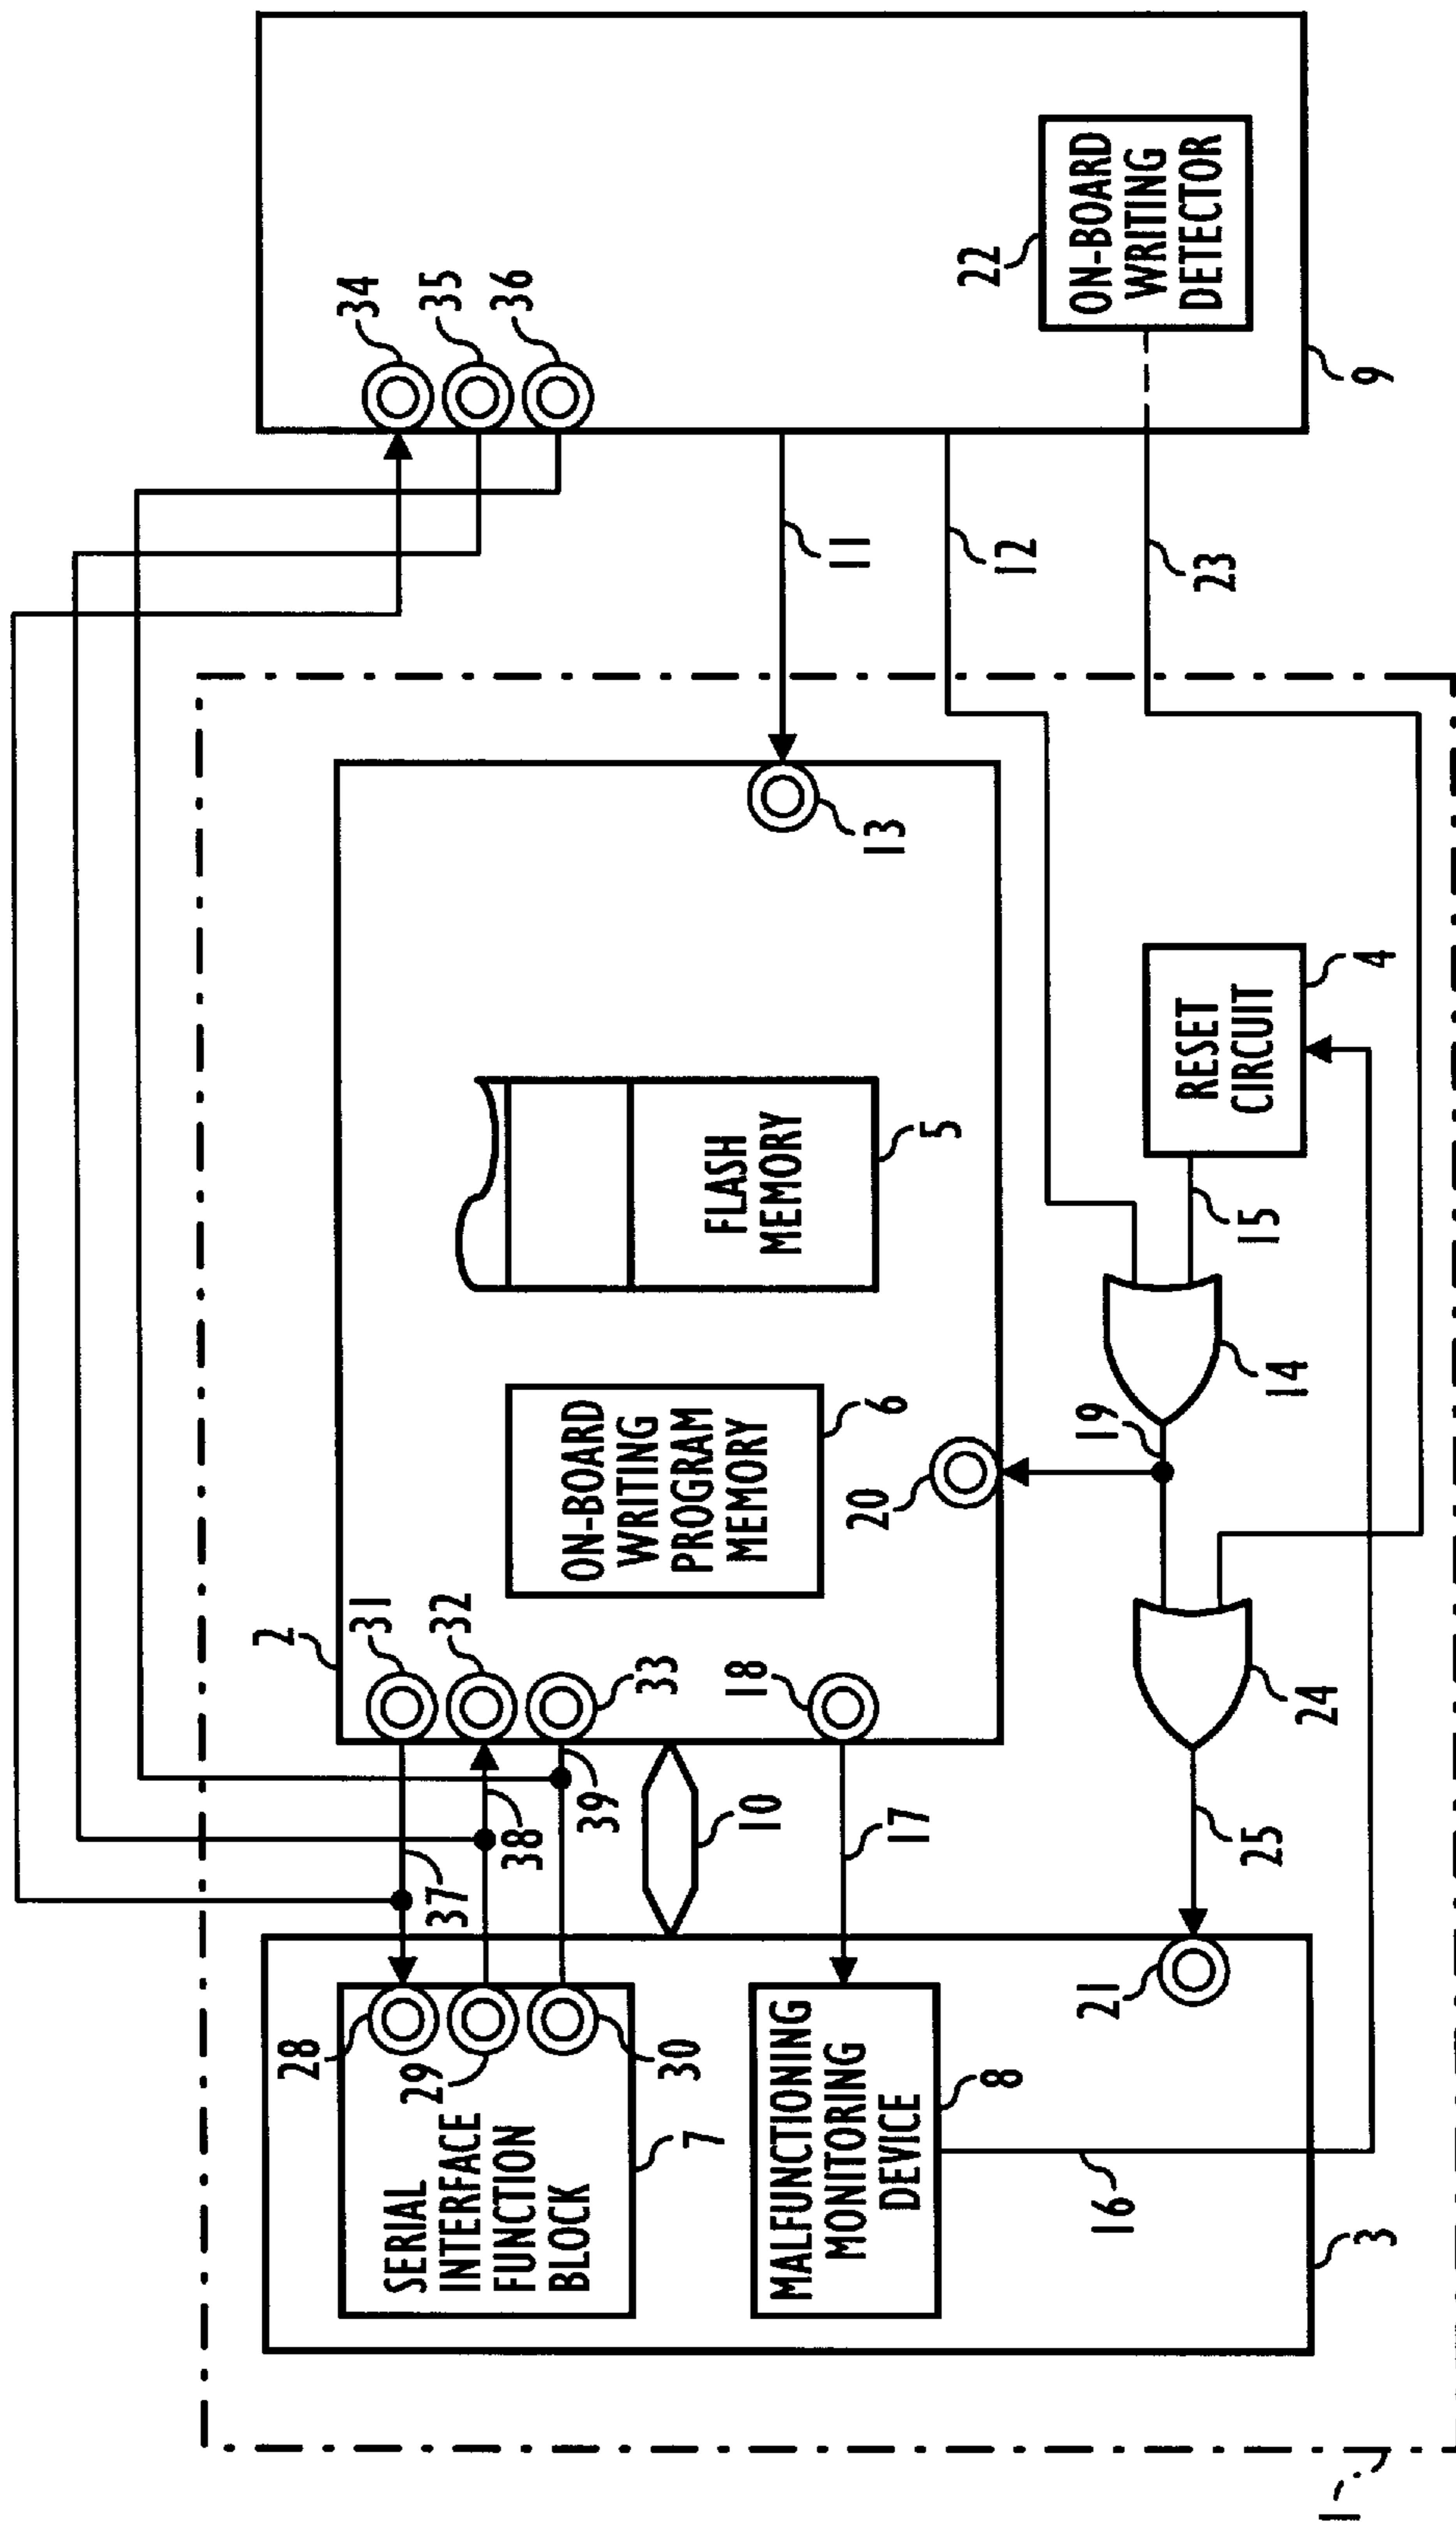 34
35
36
22
ON-BOARD
WRITING
DETECTOR
9
11
12
23
13
2
31
32
33
18
20
ON-BOARD
WRITING
PROGRAM
MEMORY
6
FLASH
MEMORY
5
RESET
CIRCUIT
4
15
14
19
24
25
37
38
39
10
17
28
29
30
SERIAL
INTERFACE
FUNCTION
BLOCK
7
MALFUNCTIONING
MONITORING
DEVICE
8
21
16
3
1